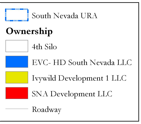 South Nevada URA
Ownership
4th Silo
EVC- HD South Nevada LLC
Ivywild Development 1 LLC
SNA Development LLC
Roadway